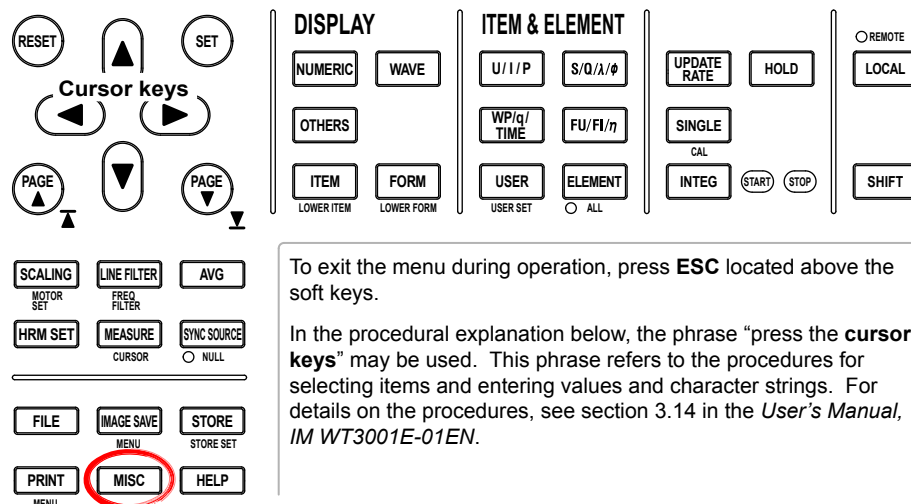 RESET
SET
Cursor keys
PAGE
PAGE
DISPLAY
NUMERIC
WAVE
OTHERS
ITEM
FORM
LOWER ITEM
LOWER FORM
ITEM & ELEMENT
U/I/P
S/Q/λ/φ
WP/q/
TIME
FU/FI/η
USER
ELEMENT
USER SET
ALL
UPDATE
RATE
HOLD
SINGLE
CAL
INTEG
START
STOP
REMOTE
LOCAL
SHIFT
SCALING
LINE FILTER
AVG
MOTOR
SET
FREQ
FILTER
HRM SET
MEASURE
SYNC SOURCE
CURSOR
NULL
FILE
IMAGE SAVE
STORE
MENU
STORE SET
PRINT
MISC
HELP
MENU
To exit the menu during operation, press ESC located above the
soft keys.
In the procedural explanation below, the phrase “press the cursor
keys” may be used. This phrase refers to the procedures for
selecting items and entering values and character strings. For
details on the procedures, see section 3.14 in the User’s Manual,
IM WT3001E-01EN.